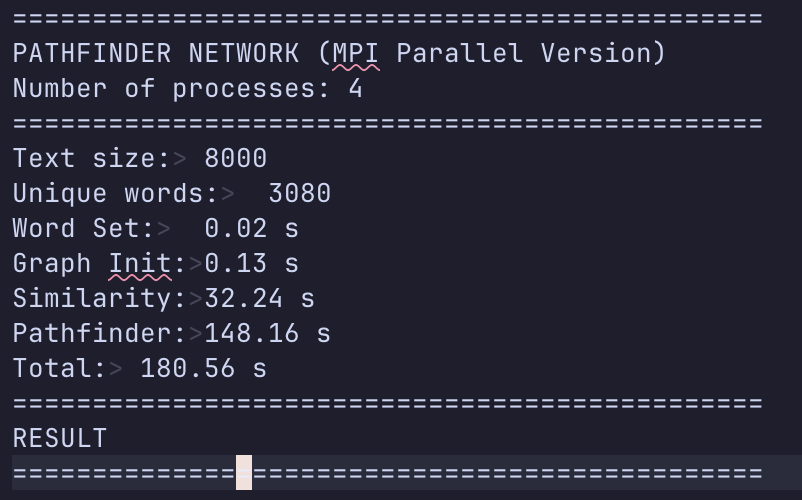 ===============================================
PATHFINDER NETWORK (MPI Parallel Version)
Number of processes: 4
===============================================
Text size:> 8000
Unique words:>  3080
Word Set:>  0.02 s
Graph Init:>0.13 s
Similarity:>32.24 s
Pathfinder:>148.16 s
Total:> 180.56 s
===============================================
RESULT
===============================================